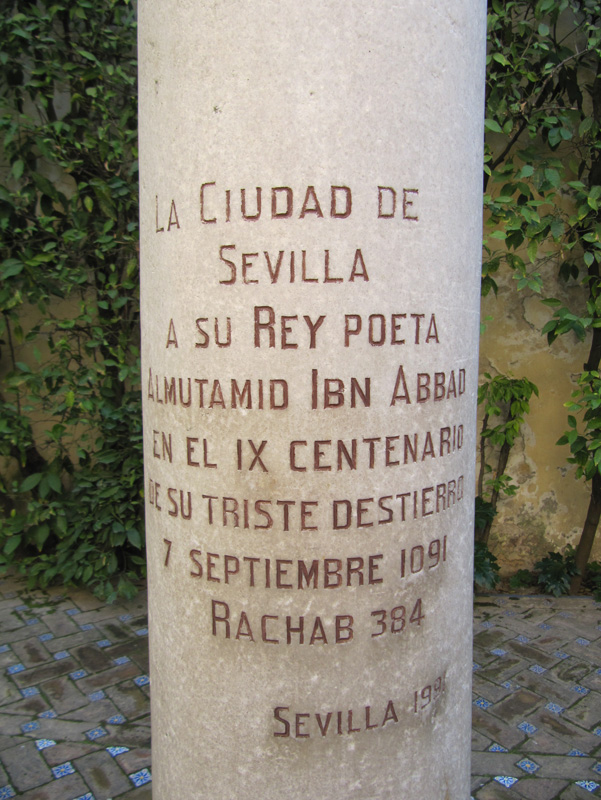 La Ciudad de
Sevilla
a su Rey poeta
Almutamid Ibn Abbad
en el IX centenario
de su triste destierro
7 septiembre 1091
Rachab 384
Sevilla